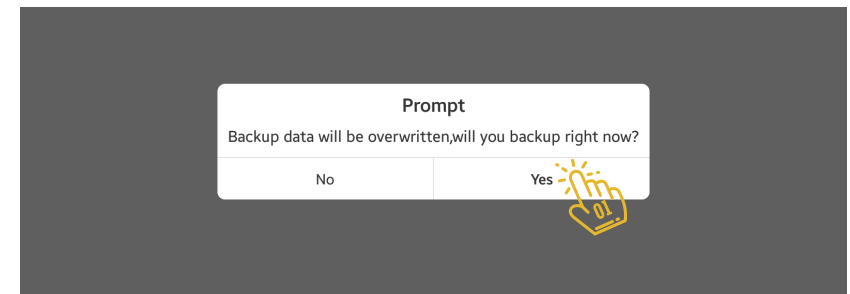 Prompt
Backup data will be overwritten,will you backup right now?
No
Yes
01